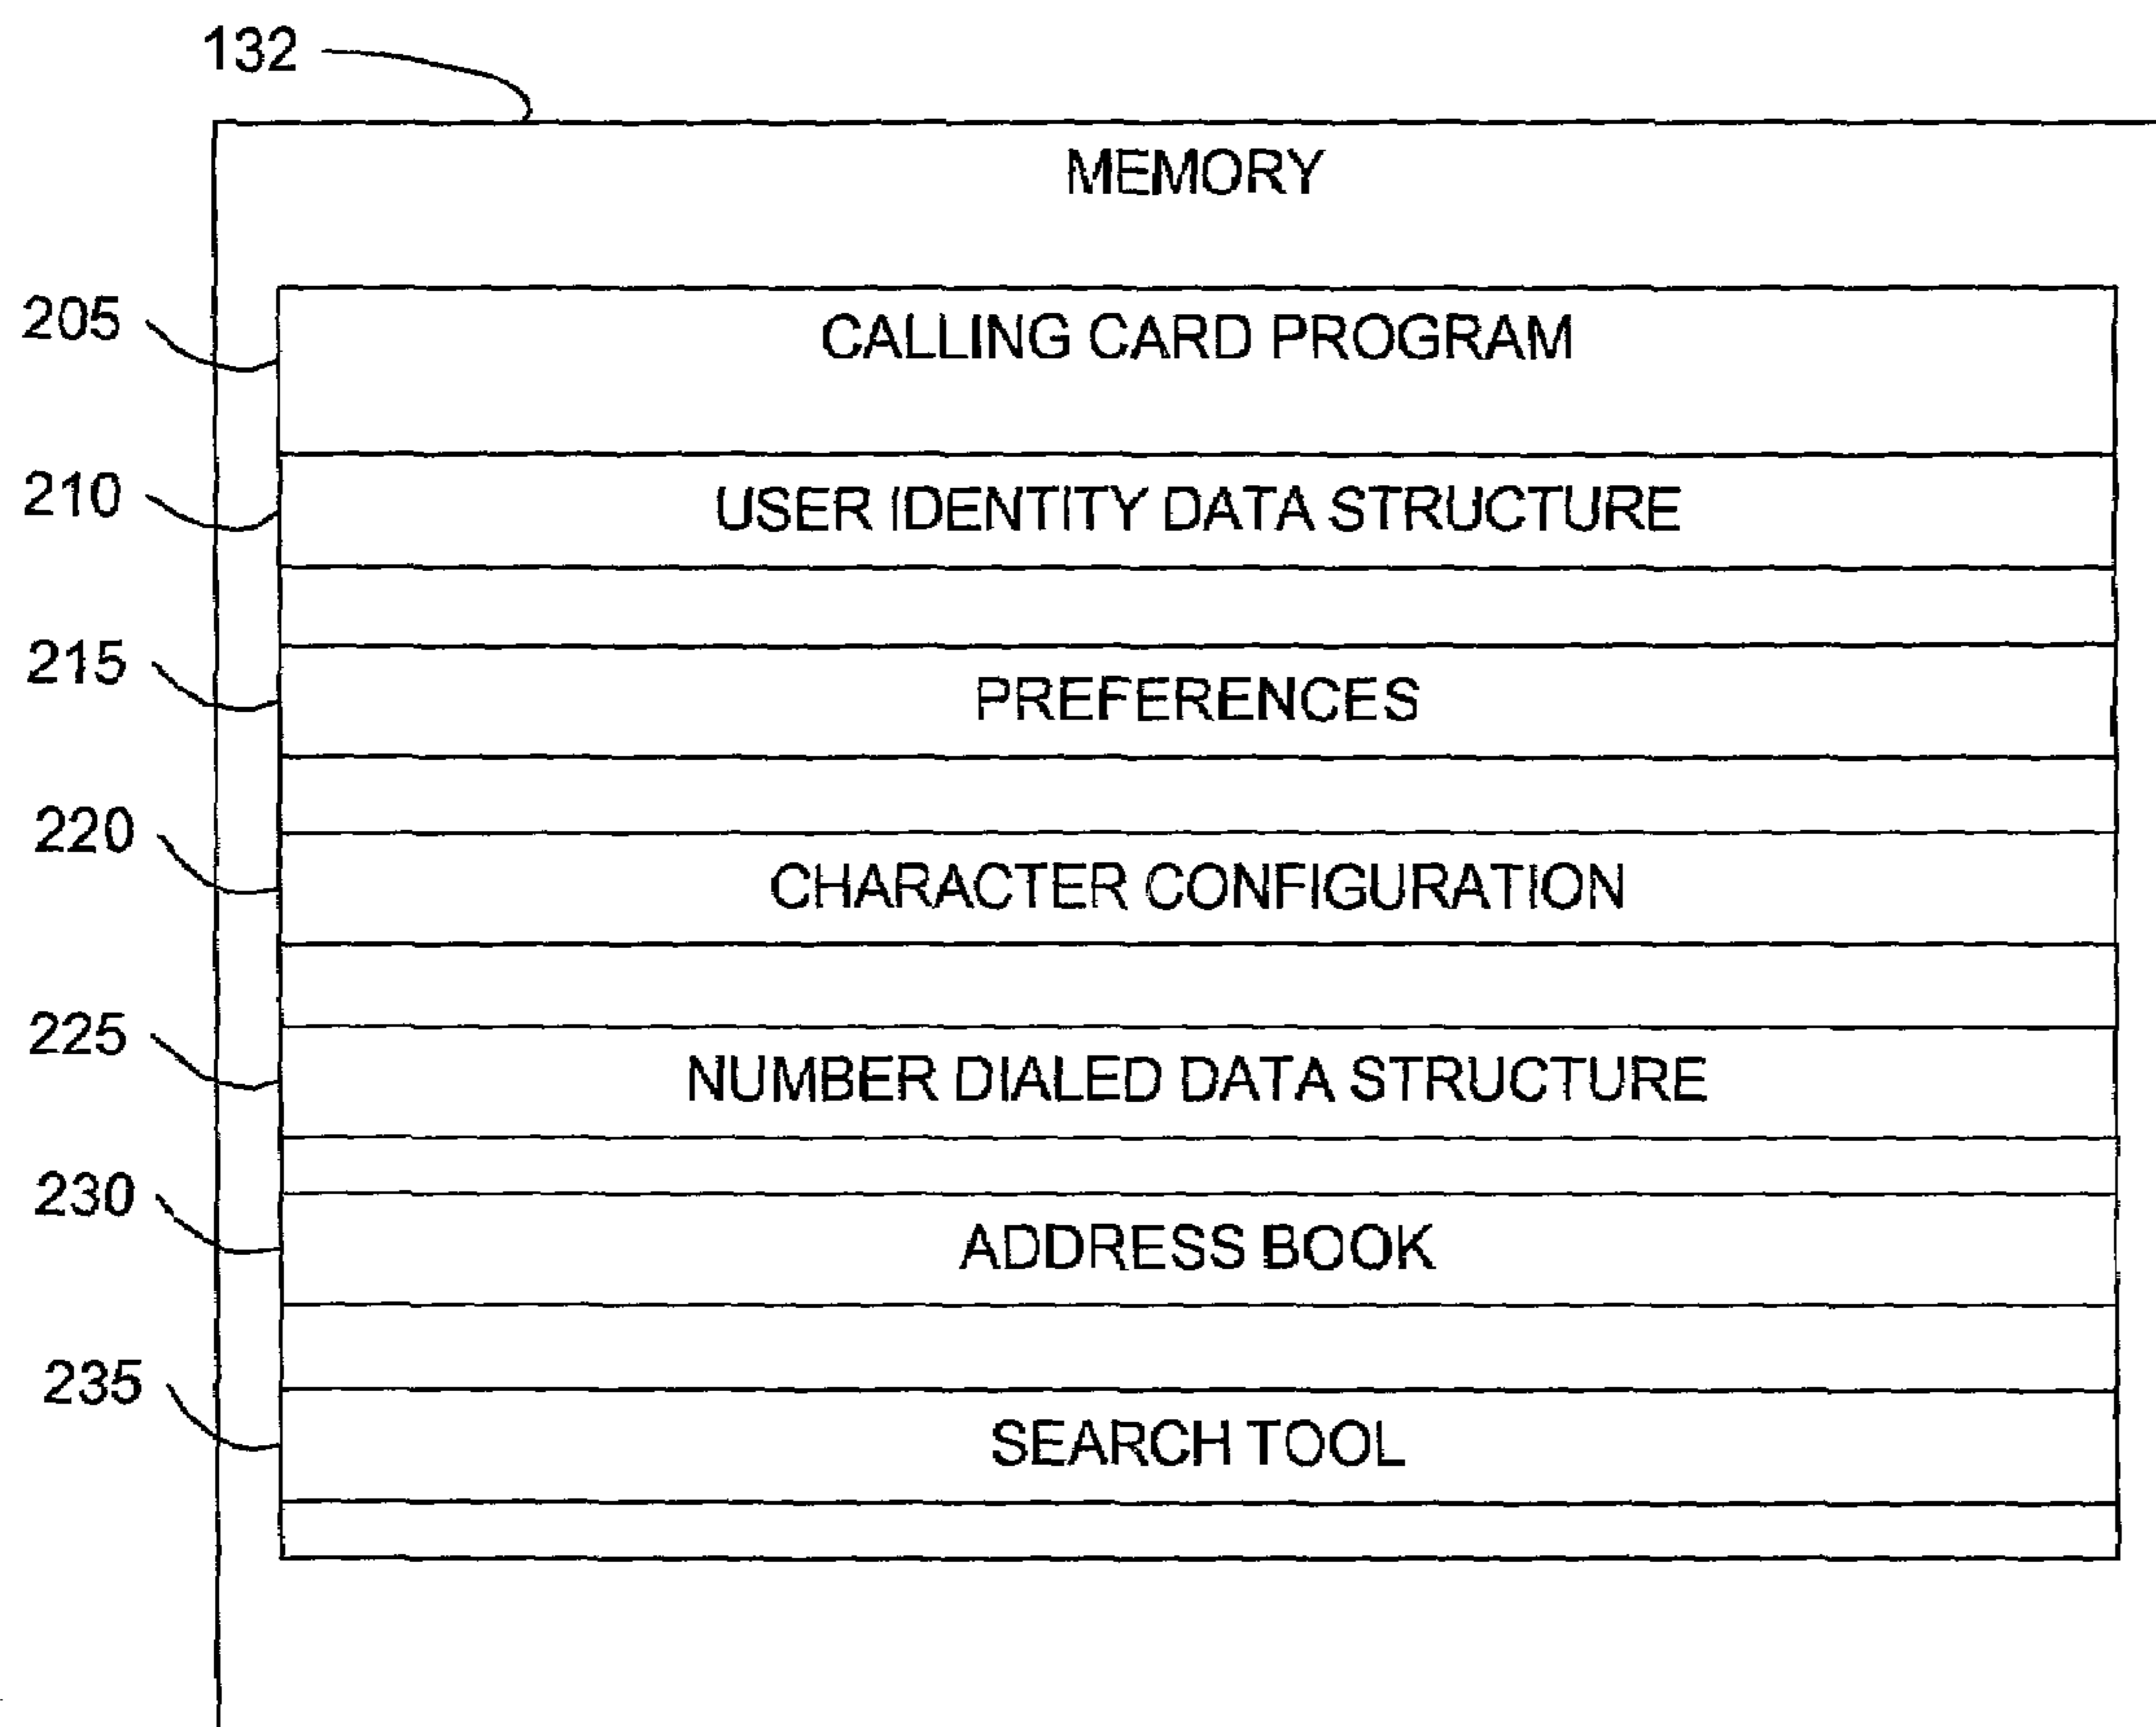 132
MEMORY
205
CALLING CARD PROGRAM
210
USER IDENTITY DATA STRUCTURE
215
PREFERENCES
220
CHARACTER CONFIGURATION
225
NUMBER DIALED DATA STRUCTURE
230
ADDRESS BOOK
235
SEARCH TOOL